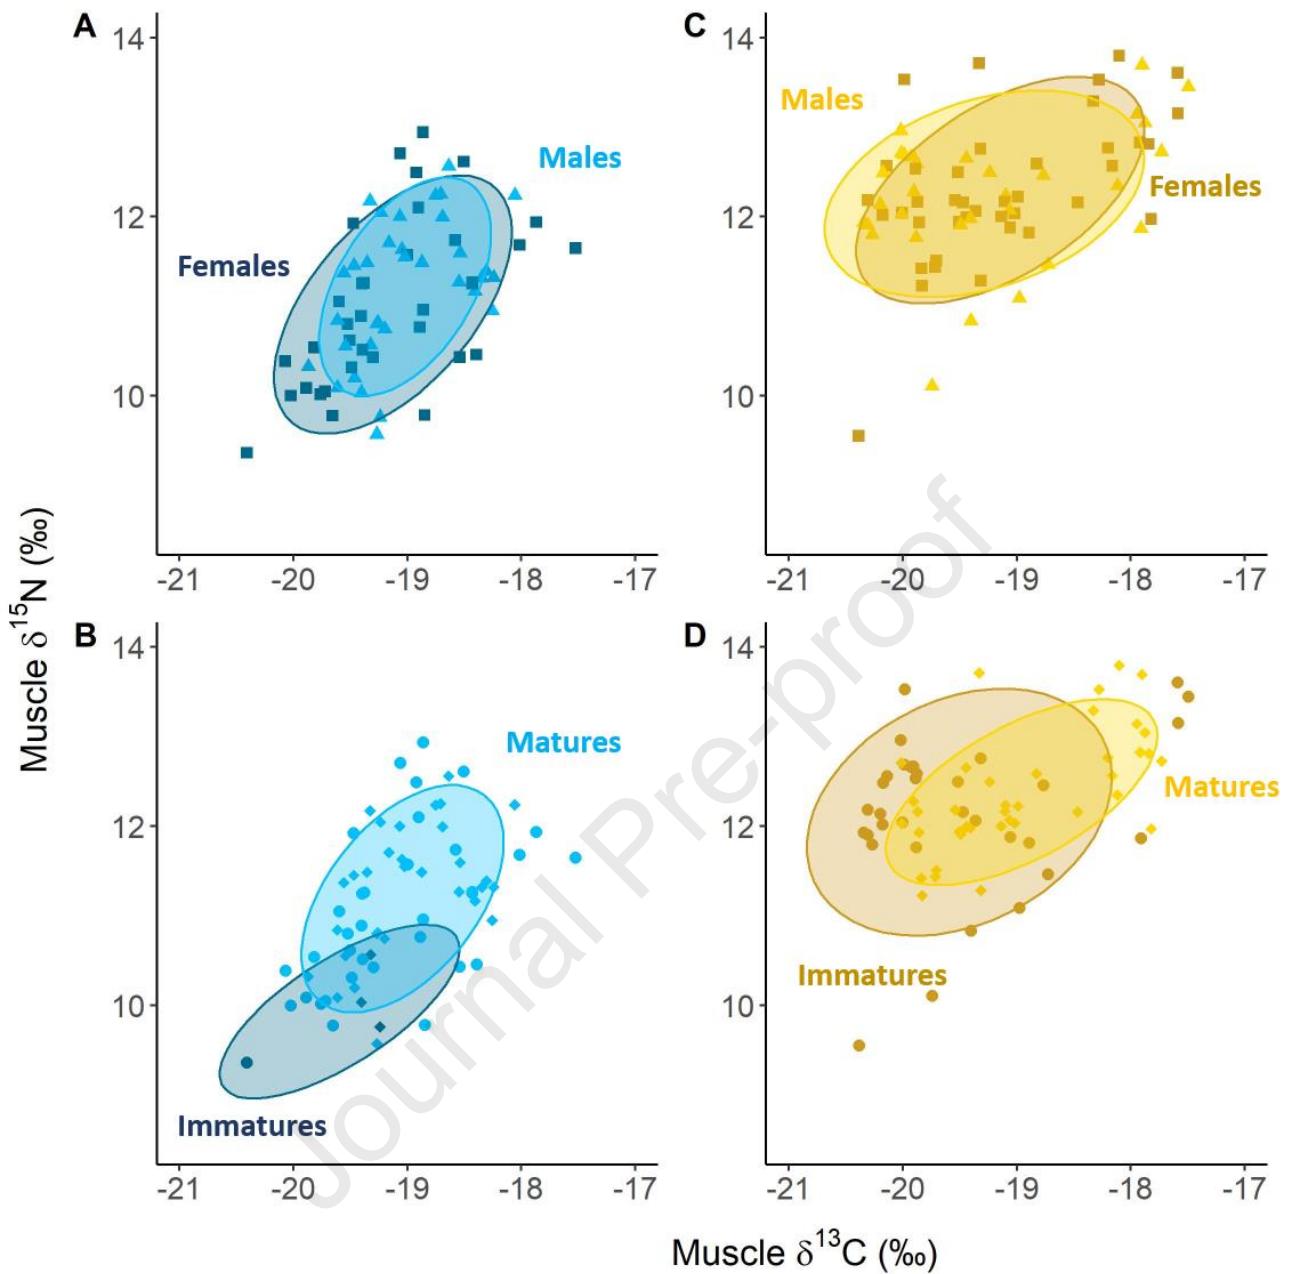 A
14
12
10
Males
Females
-21 -20 -19 -18 -17
C
14
12
10
Males
Females
-21 -20 -19 -18 -17
B
14
12
10
Matures
Immatures
-21 -20 -19 -18 -17
D
14
12
10
Matures
Immatures
-21 -20 -19 -18 -17
Muscle δ¹⁵N (‰)
Muscle δ¹³C (‰)
Journal Pre-proof